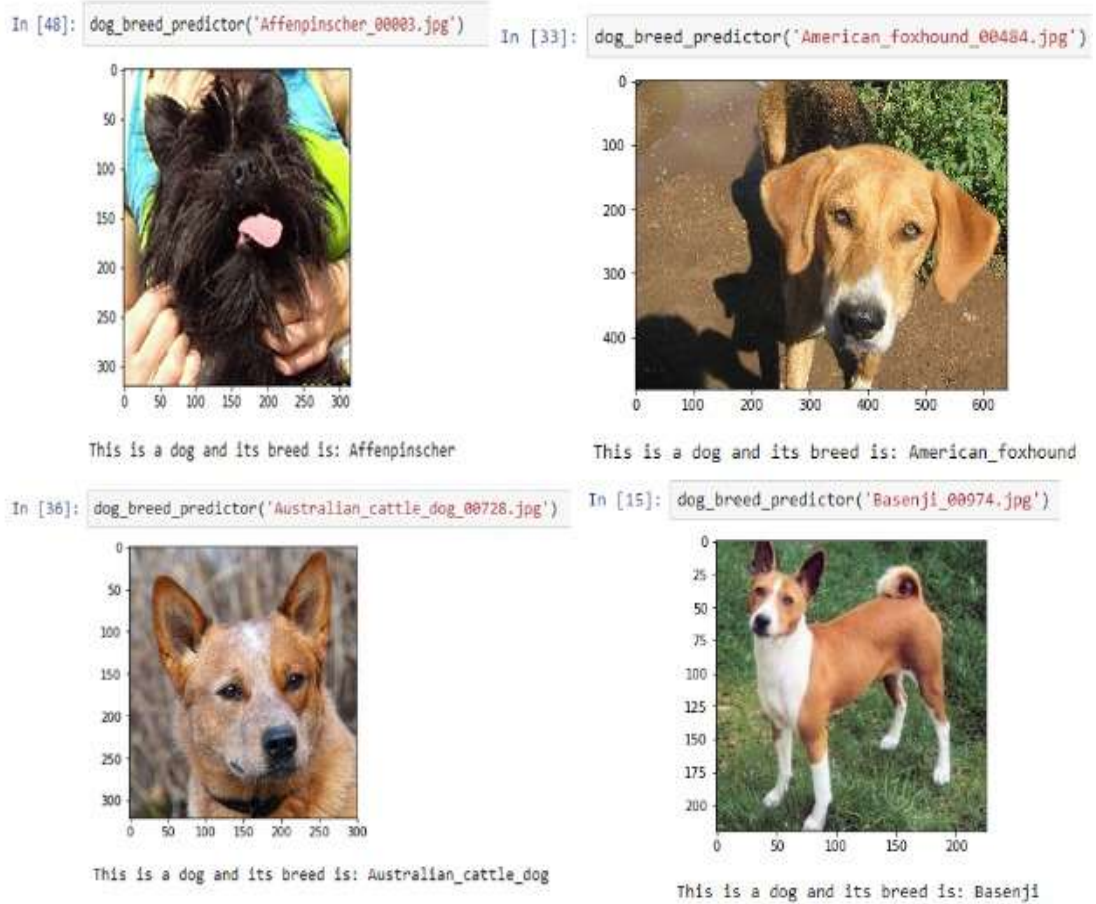 In [48]: dog_breed_predictor('Affenpinscher_00003.jpg')
0
50
100
150
200
250
300
0 50 100 150 200 250 300
This is a dog and its breed is: Affenpinscher
In [33]: dog_breed_predictor('American_foxhound_00484.jpg')
0
100
200
300
400
0 100 200 300 400 500 600
This is a dog and its breed is: American_foxhound
In [36]: dog_breed_predictor('Australian_cattle_dog_00728.jpg')
0
50
100
150
200
250
300
0 50 100 150 200 250 300
This is a dog and its breed is: Australian_cattle_dog
In [15]: dog_breed_predictor('Basenji_00974.jpg')
0
25
50
75
100
125
150
175
200
0 50 100 150 200
This is a dog and its breed is: Basenji